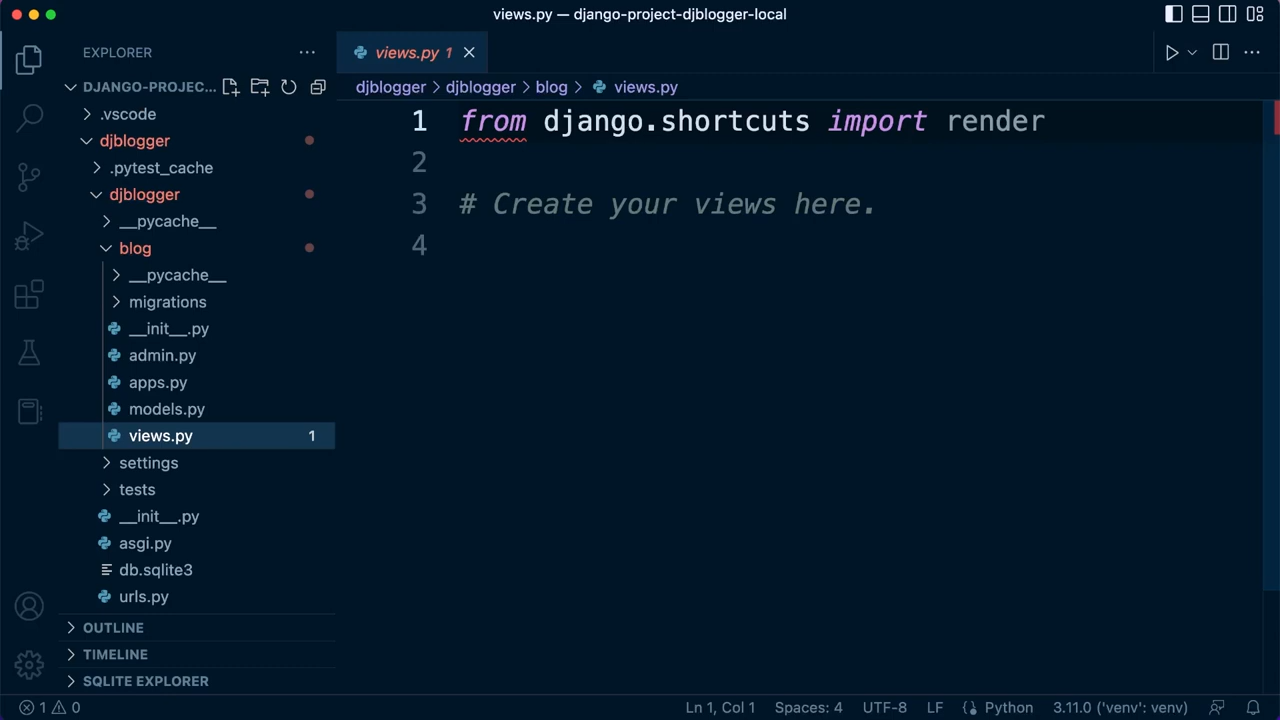 views.py — django-project-djblogger-local
EXPLORER
views.py 1
DJANGO-PROJEC...
djblogger > djblogger > blog > views.py
.vscode
djblogger
.pytest_cache
djblogger
__pycache__
blog
__pycache__
migrations
__init__.py
admin.py
apps.py
models.py
views.py 1
settings
tests
__init__.py
asgi.py
db.sqlite3
urls.py
OUTLINE
TIMELINE
SQLITE EXPLORER
1 from django.shortcuts import render
2
3 # Create your views here.
4
1 0 Ln 1, Col 1 Spaces: 4 UTF-8 LF Python 3.11.0 ('venv': venv)